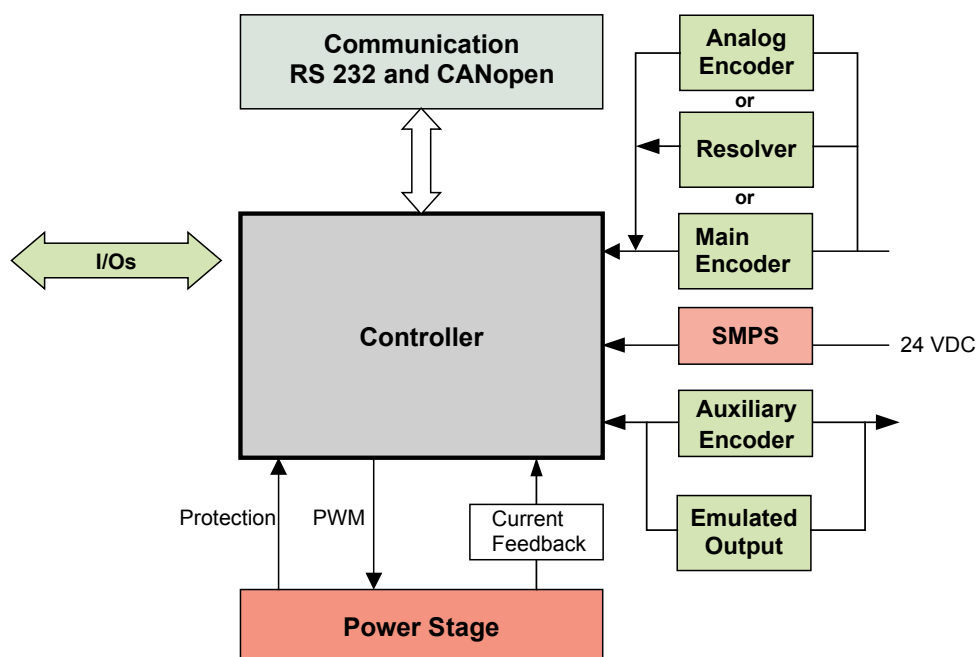 Communication
RS 232 and CANopen
Analog
Encoder
or
Resolver
or
Main
Encoder
I/Os
Controller
SMPS
24 VDC
Auxiliary
Encoder
Protection
PWM
Current
Feedback
Emulated
Output
Power Stage